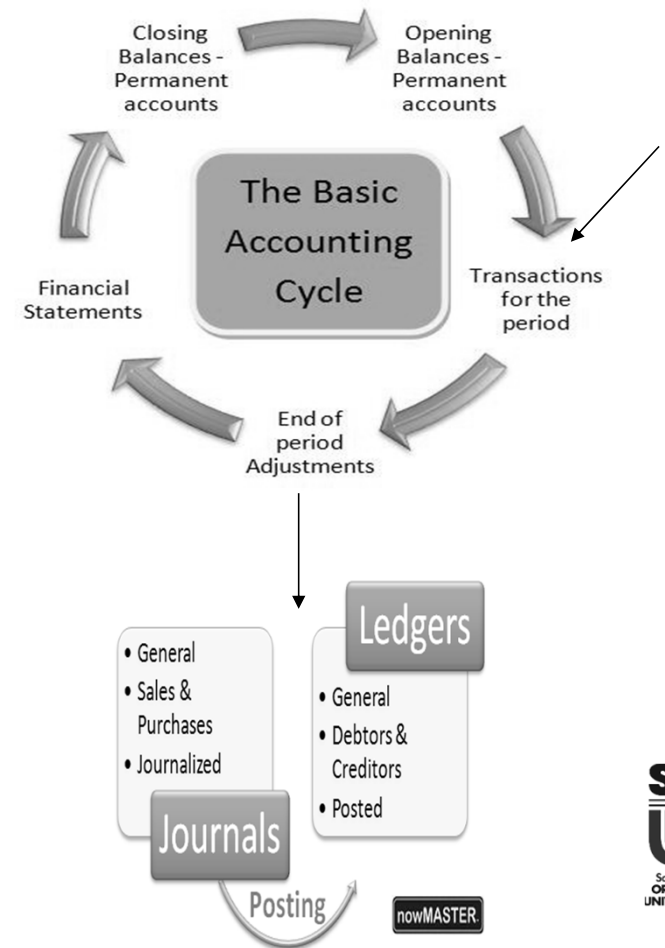 Closing
Balances -
Permanent
accounts
Opening
Balances -
Permanent
accounts
The Basic
Accounting
Cycle
Transactions
for the
period
Financial
Statements
End of
period
Adjustments
Ledgers
• General
• Sales &
Purchases
• Journalized
• General
• Debtors &
Creditors
• Posted
Journals
Posting
nowMASTER.